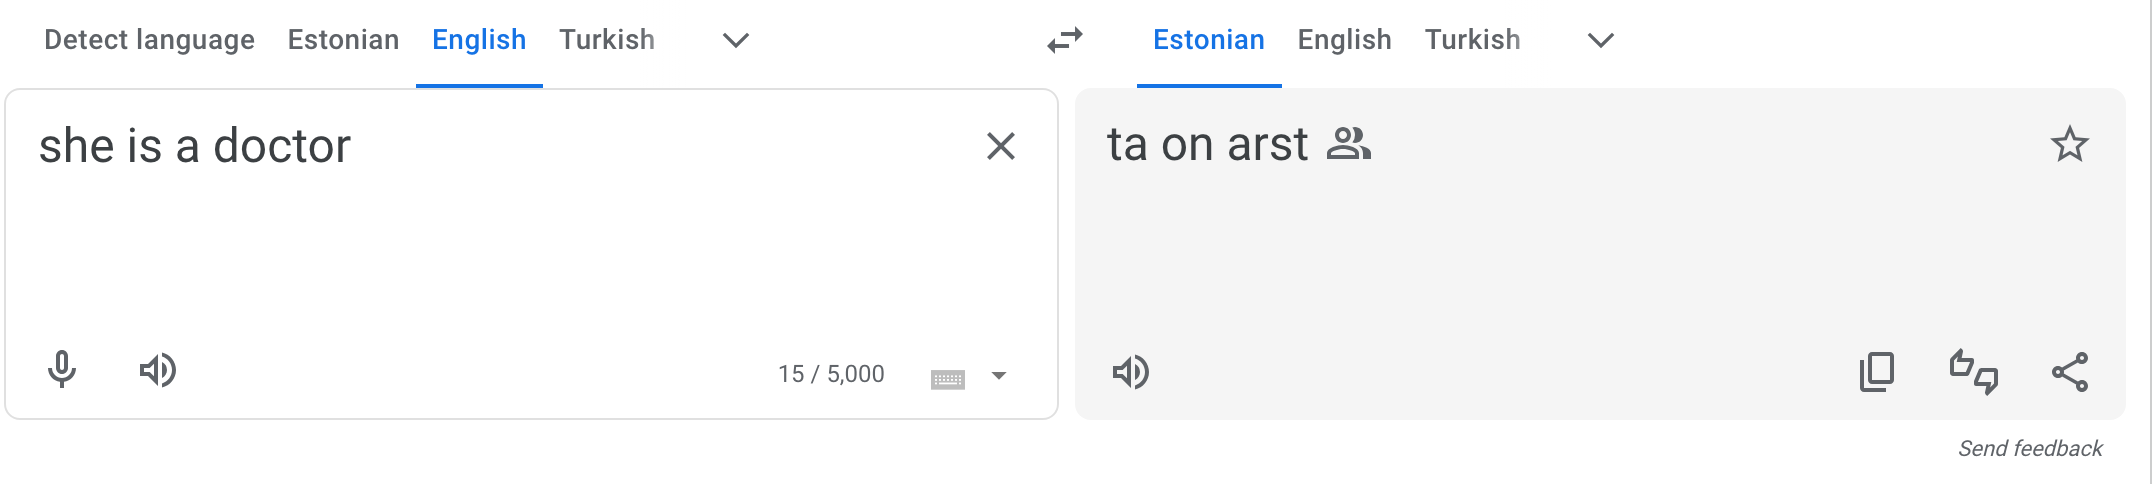 Detect language Estonian English Turkish Estonian English Turkish
she is a doctor
ta on arst
15 / 5,000
Send feedback